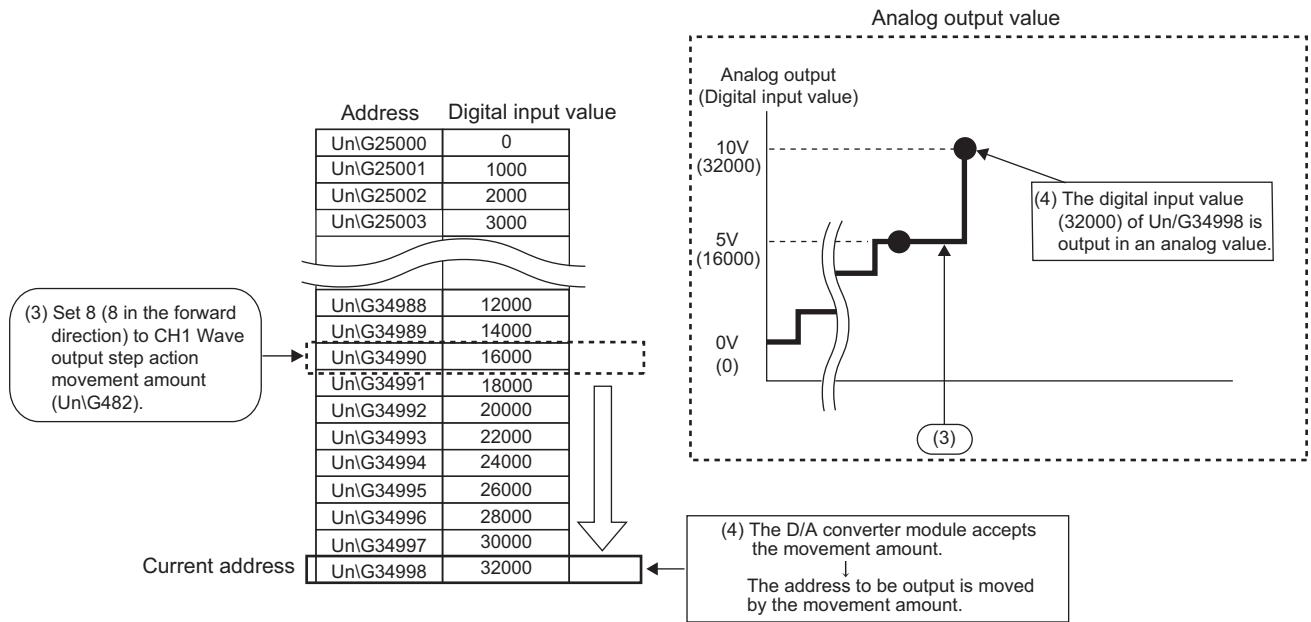 Analog output value
Analog output
(Digital input value)
10V
(32000)
5V
(16000)
0V
(0)
(4) The digital input value
(32000) of Un/G34998 is
output in an analog value.
(3)
Address Digital input value
Un\G25000 0
Un\G25001 1000
Un\G25002 2000
Un\G25003 3000
Un\G34988 12000
Un\G34989 14000
Un\G34990 16000
Un\G34991 18000
Un\G34992 20000
Un\G34993 22000
Un\G34994 24000
Un\G34995 26000
Un\G34996 28000
Un\G34997 30000
Current address Un\G34998 32000
(3) Set 8 (8 in the forward
direction) to CH1 Wave
output step action
movement amount
(Un\G482).
(4) The D/A converter module accepts
the movement amount.
↓
The address to be output is moved
by the movement amount.